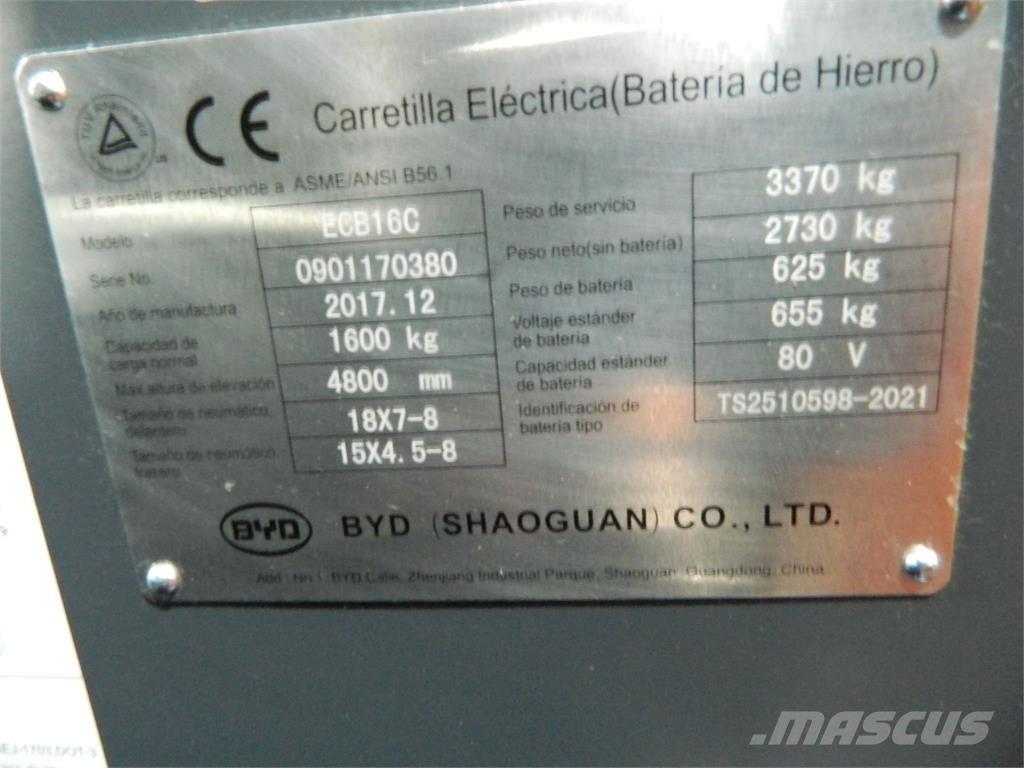 TÜV Rheinland
US
CE Carretilla Eléctrica(Batería de Hierro)
La carretilla corresponde a ASME/ANSI B56.1
Modelo ECB16C
Serie No. 0901170380
Año de manufactura 2017.12
Capacidad de
carga normal 1600 kg
Max.altura de elevación 4800 mm
Tamaño de neumático
delantero 18X7-8
Tamaño de neumático
trasero 15X4.5-8
Peso de servicio 3370 kg
Peso neto(sin batería) 2730 kg
Peso de batería 625 kg
Voltaje estánder
de batería 655 kg
Capacidad estánder
de batería 80 V
Identificación de
batería tipo TS2510598-2021
BYD BYD (SHAOGUAN) CO., LTD.
Add.: No.1, BYD Calle, Zhenjiang Industrial Parque, Shaoguan, Guangdong, China
MASCUS